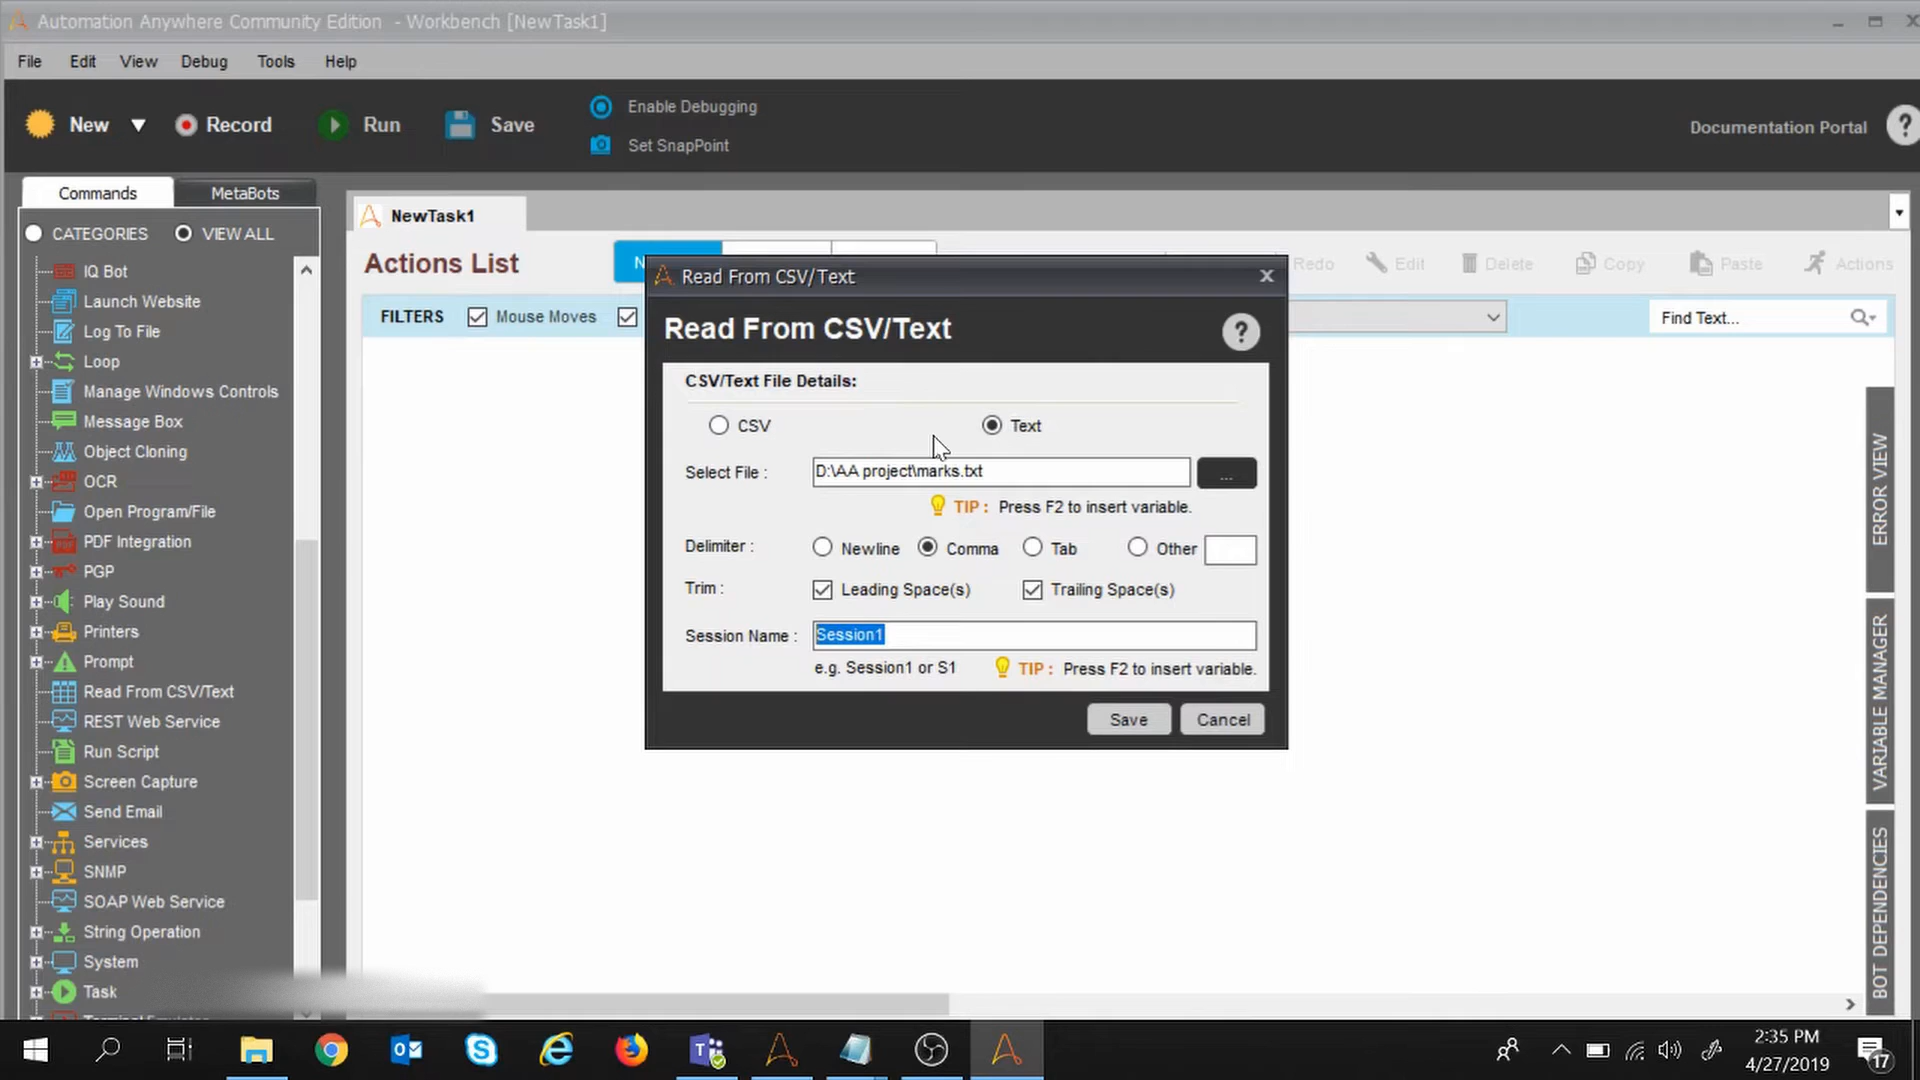 Automation Anywhere Community Edition - Workbench [NewTask1]
File Edit View Debug Tools Help
New Record Run Save
Enable Debugging
Set SnapPoint
Documentation Portal ?
Commands MetaBots
CATEGORIES VIEW ALL
IQ Bot
Launch Website
Log To File
Loop
Manage Windows Controls
Message Box
Object Cloning
OCR
Open Program/File
PDF Integration
PGP
Play Sound
Printers
Prompt
Read From CSV/Text
REST Web Service
Run Script
Screen Capture
Send Email
Services
SNMP
SOAP Web Service
String Operation
System
Task
NewTask1
Actions List
Redo Edit Delete Copy Paste Actions
FILTERS Mouse Moves
Find Text...
Read From CSV/Text
Read From CSV/Text ?
CSV/Text File Details:
CSV Text
Select File : D:\AA project\marks.txt ...
TIP : Press F2 to insert variable.
Delimiter : Newline Comma Tab Other
Trim : Leading Space(s) Trailing Space(s)
Session Name : Session1
e.g. Session1 or S1 TIP : Press F2 to insert variable.
Save Cancel
ERROR VIEW
VARIABLE MANAGER
BOT DEPENDENCIES
2:35 PM
4/27/2019
17